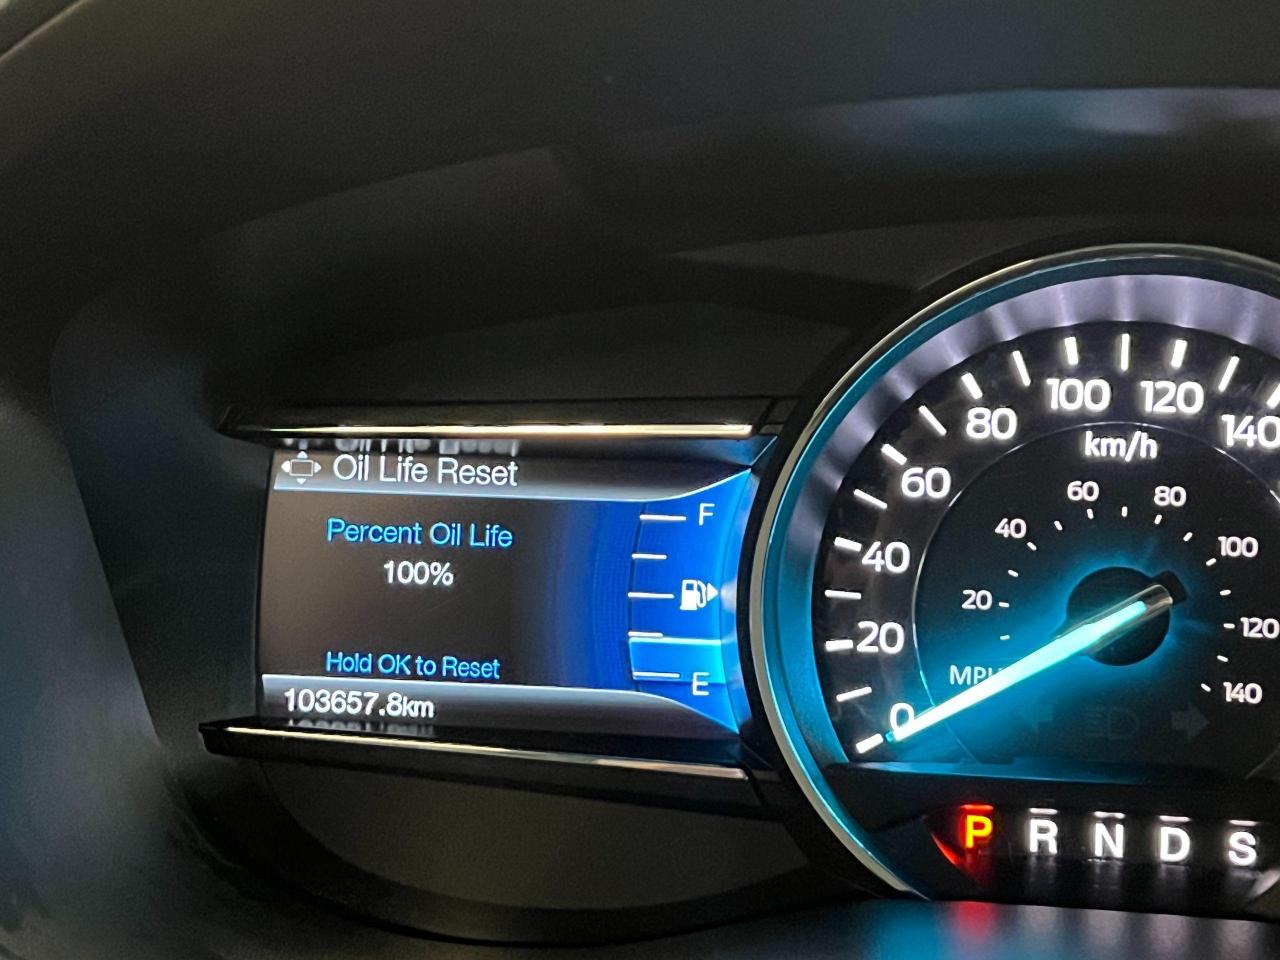 Oil Life Reset
Percent Oil Life
100%
Hold OK to Reset
103657.8km
F
E
0
20
40
60
80
100
120
140
km/h
20
40
60
80
100
120
140
MPH
P R N D S